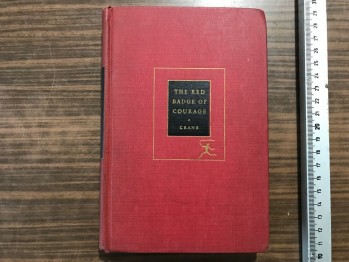 THE RED
BADGE OF
COURAGE
CRANE